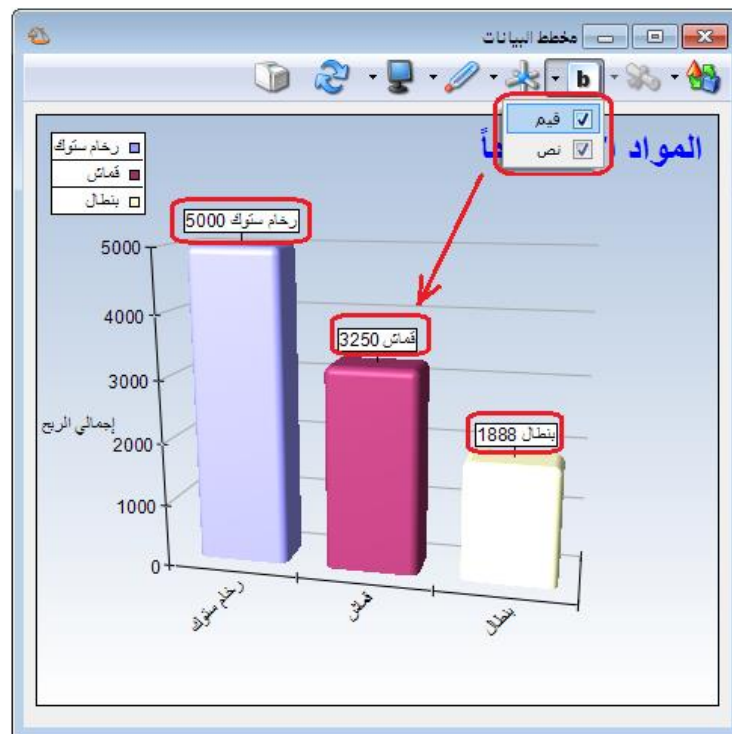 مخطط البيانات
b
قيم
نص
المواد
اً
رخام ستوك
قماش
بنطال
رخام ستوك 5000
قماش 3250
بنطال 1888
5000
4000
3000
2000
1000
0
إجمالي الربح
رخام ستوك
قماش
بنطال